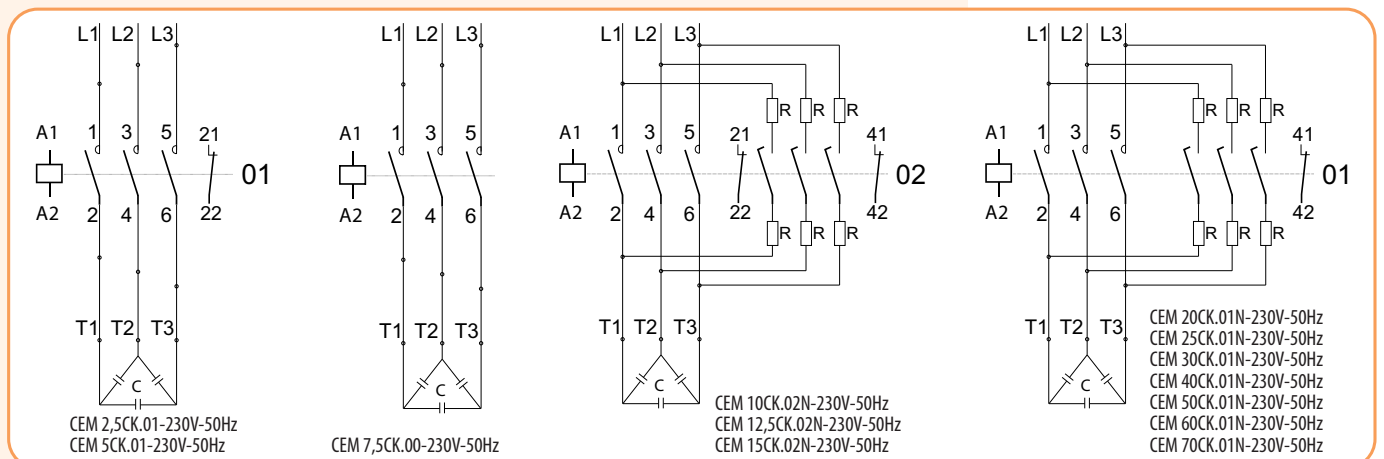 L1 L2 L3
A1 1 3 5 21
01
A2 2 4 6 22
T1 T2 T3
C
CEM 2,5CK.01-230V-50Hz
CEM 5CK.01-230V-50Hz
L1 L2 L3
A1 1 3 5
A2 2 4 6
T1 T2 T3
C
CEM 7,5CK.00-230V-50Hz
L1 L2 L3
R R R
A1 1 3 5 21 41
02
A2 2 4 6 22 42
R R R
T1 T2 T3
C
CEM 10CK.02N-230V-50Hz
CEM 12,5CK.02N-230V-50Hz
CEM 15CK.02N-230V-50Hz
L1 L2 L3
R R R
A1 1 3 5 41
01
A2 2 4 6 42
R R R
T1 T2 T3
C
CEM 20CK.01N-230V-50Hz
CEM 25CK.01N-230V-50Hz
CEM 30CK.01N-230V-50Hz
CEM 40CK.01N-230V-50Hz
CEM 50CK.01N-230V-50Hz
CEM 60CK.01N-230V-50Hz
CEM 70CK.01N-230V-50Hz